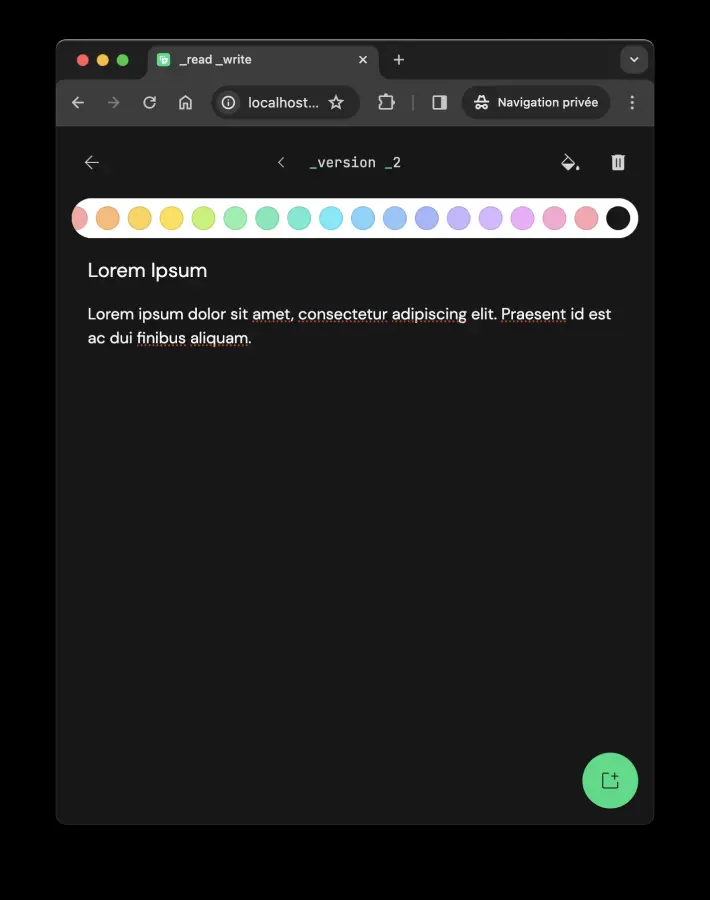 _read _write
localhost...
Navigation privée
_version _2
Lorem Ipsum
Lorem ipsum dolor sit amet, consectetur adipiscing elit. Praesent id est
ac dui finibus aliquam.